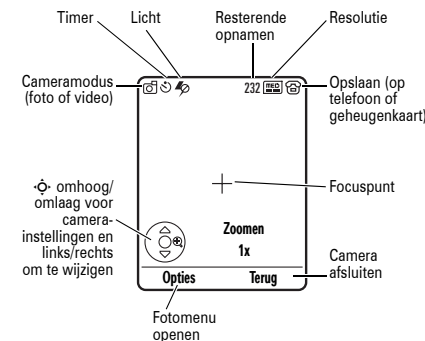 Timer
Licht
Resterende
opnamen
Resolutie
Cameramodus
(foto of video)
232
MED
Opslaan (op
telefoon of
geheugenkaart)
omhoog/
omlaag voor
camera-
instellingen en
links/rechts
om te wijzigen
Focuspunt
Zoomen
1x
Camera
afsluiten
Opties
Terug
Fotomenu
openen